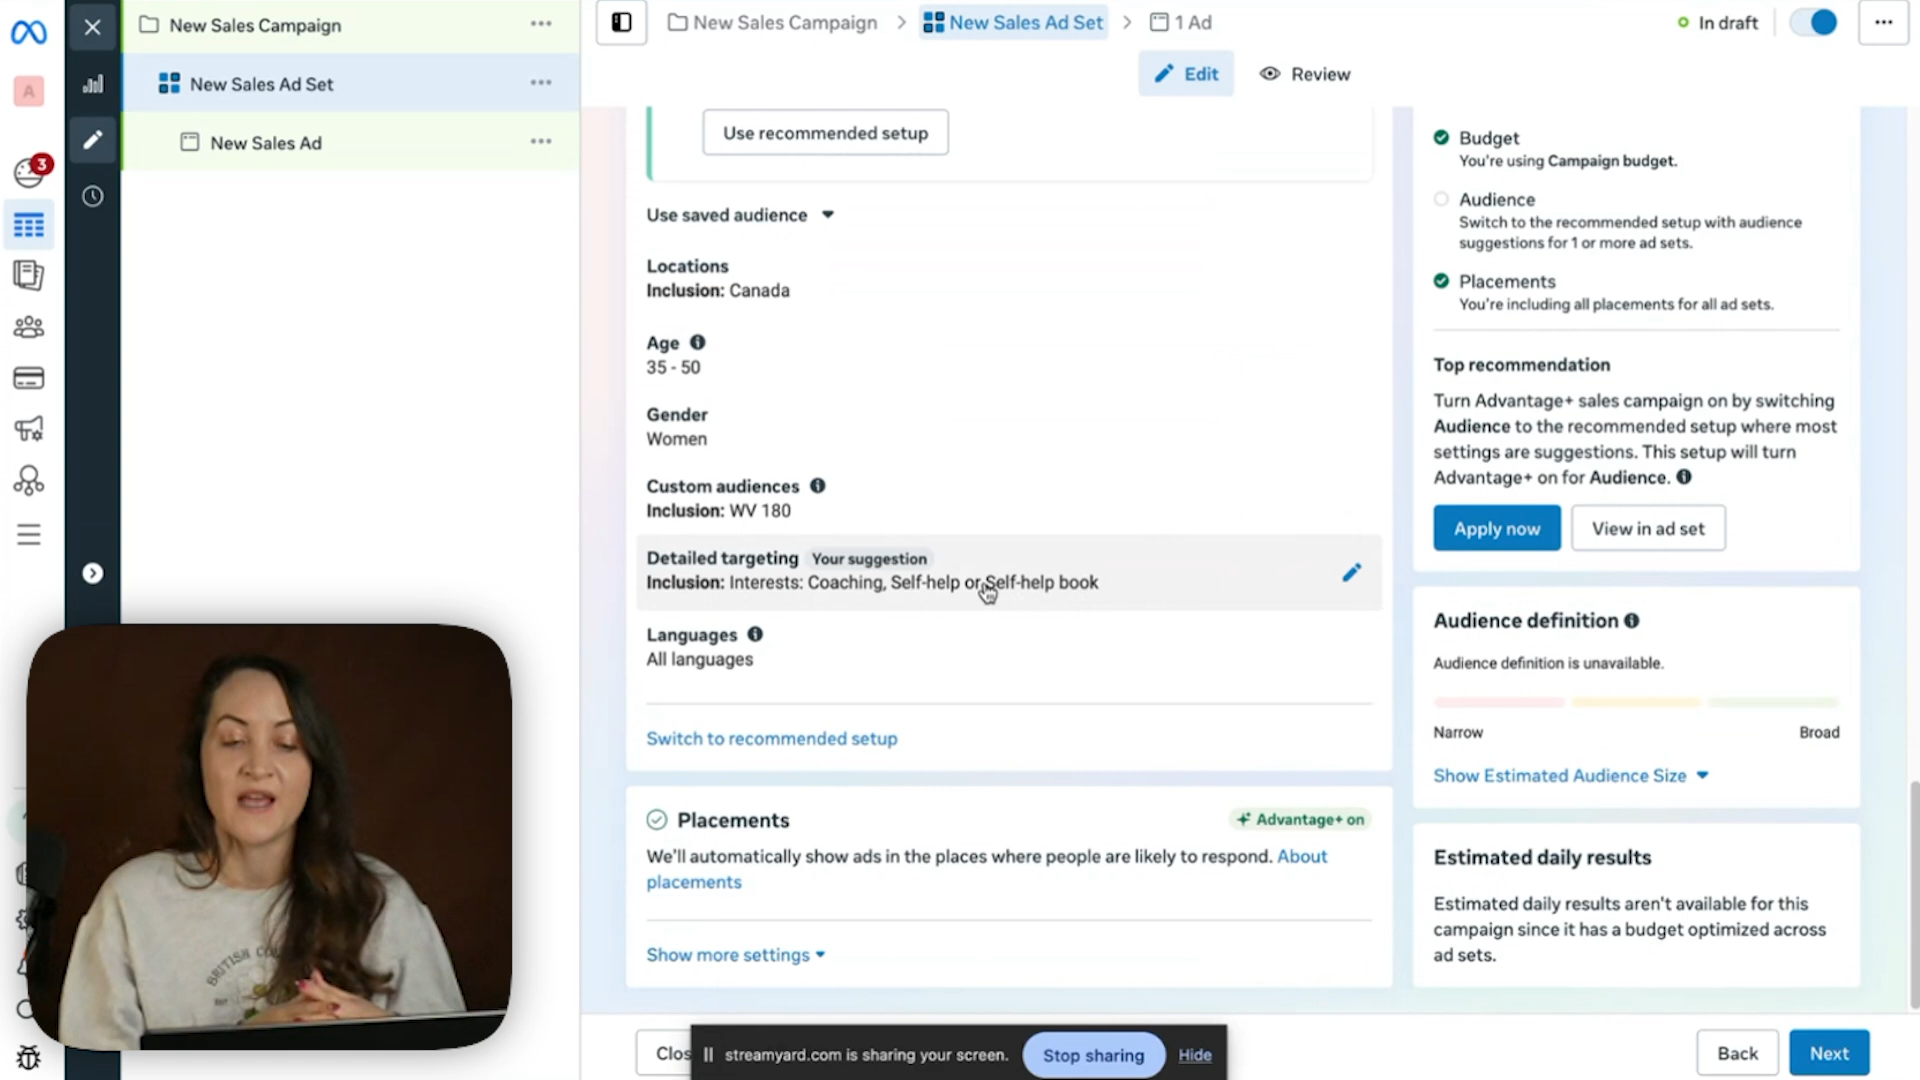 New Sales Campaign
New Sales Ad Set
New Sales Ad
A
3
New Sales Campaign
New Sales Ad Set
1 Ad
In draft
Edit
Review
Use recommended setup
Use saved audience
Locations
Inclusion: Canada
Age
35 - 50
Gender
Women
Custom audiences
Inclusion: WV 180
Detailed targeting Your suggestion
Inclusion: Interests: Coaching, Self-help or Self-help book
Languages
All languages
Switch to recommended setup
Placements
Advantage+ on
We'll automatically show ads in the places where people are likely to respond. About
placements
Show more settings
Budget
You're using Campaign budget.
Audience
Switch to the recommended setup with audience
suggestions for 1 or more ad sets.
Placements
You're including all placements for all ad sets.
Top recommendation
Turn Advantage+ sales campaign on by switching
Audience to the recommended setup where most
settings are suggestions. This setup will turn
Advantage+ on for Audience.
Apply now
View in ad set
Audience definition
Audience definition is unavailable.
Narrow
Broad
Show Estimated Audience Size
Estimated daily results
Estimated daily results aren't available for this
campaign since it has a budget optimized across
ad sets.
Clos
streamyard.com is sharing your screen.
Stop sharing
Hide
Back
Next
BRITISH